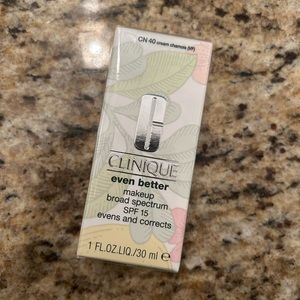 CN 40 cream chamois (VF)
CLINIQUE
even better
makeup
broad spectrum
SPF 15
evens and corrects
1 FL.OZ.LIQ./30 ml e